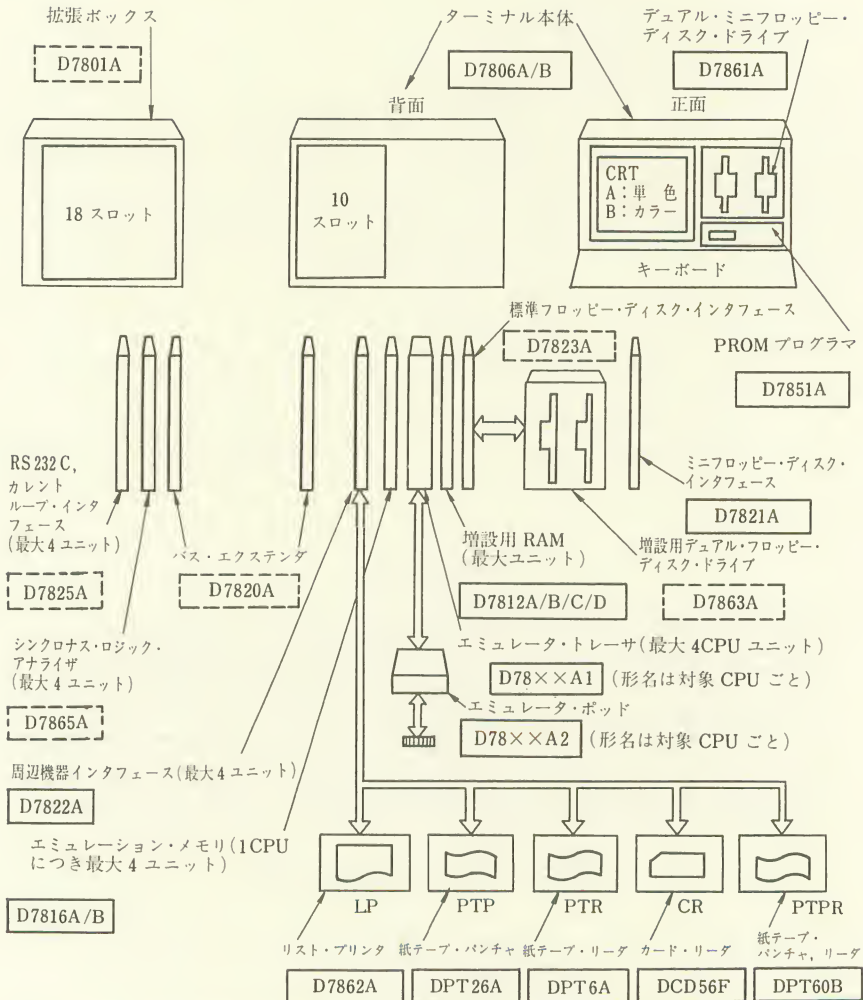 拡張ボックス
D7801A
ターミナル本体
D7806A/B
背面
デュアル・ミニフロッピー・
ディスク・ドライブ
D7861A
正面
18 スロット
10
スロット
CRT
A：単 色
B：カラー
キーボード
標準フロッピー・ディスク・インタフェース
D7823A
PROM プログラマ
D7851A
RS232C,
カレント
ループ・インタ
フェース
(最大4ユニット)
D7825A
バス・エクステンダ
D7820A
増設用 RAM
(最大ユニット)
D7812A/B/C/D
ミニフロッピー・ディスク・
インタフェース
D7821A
増設用デュアル・フロッピー・
ディスク・ドライブ
D7863A
シンクロナス・ロジック・
アナライザ
(最大4ユニット)
D7865A
エミュレータ・トレーサ(最大 4CPU ユニット)
D78××A1 (形名は対象 CPU ごと)
エミュレータ・ポッド
D78××A2 (形名は対象 CPU ごと)
周辺機器インタフェース(最大4ユニット)
D7822A
エミュレーション・メモリ(1CPU
につき最大4ユニット)
D7816A/B
LP
PTP
PTR
CR
PTPR
リスト・プリンタ
紙テープ・パンチャ
紙テープ・リーダ
カード・リーダ
紙テープ・
パンチャ，リーダ
D7862A
DPT26A
DPT6A
DCD56F
DPT60B